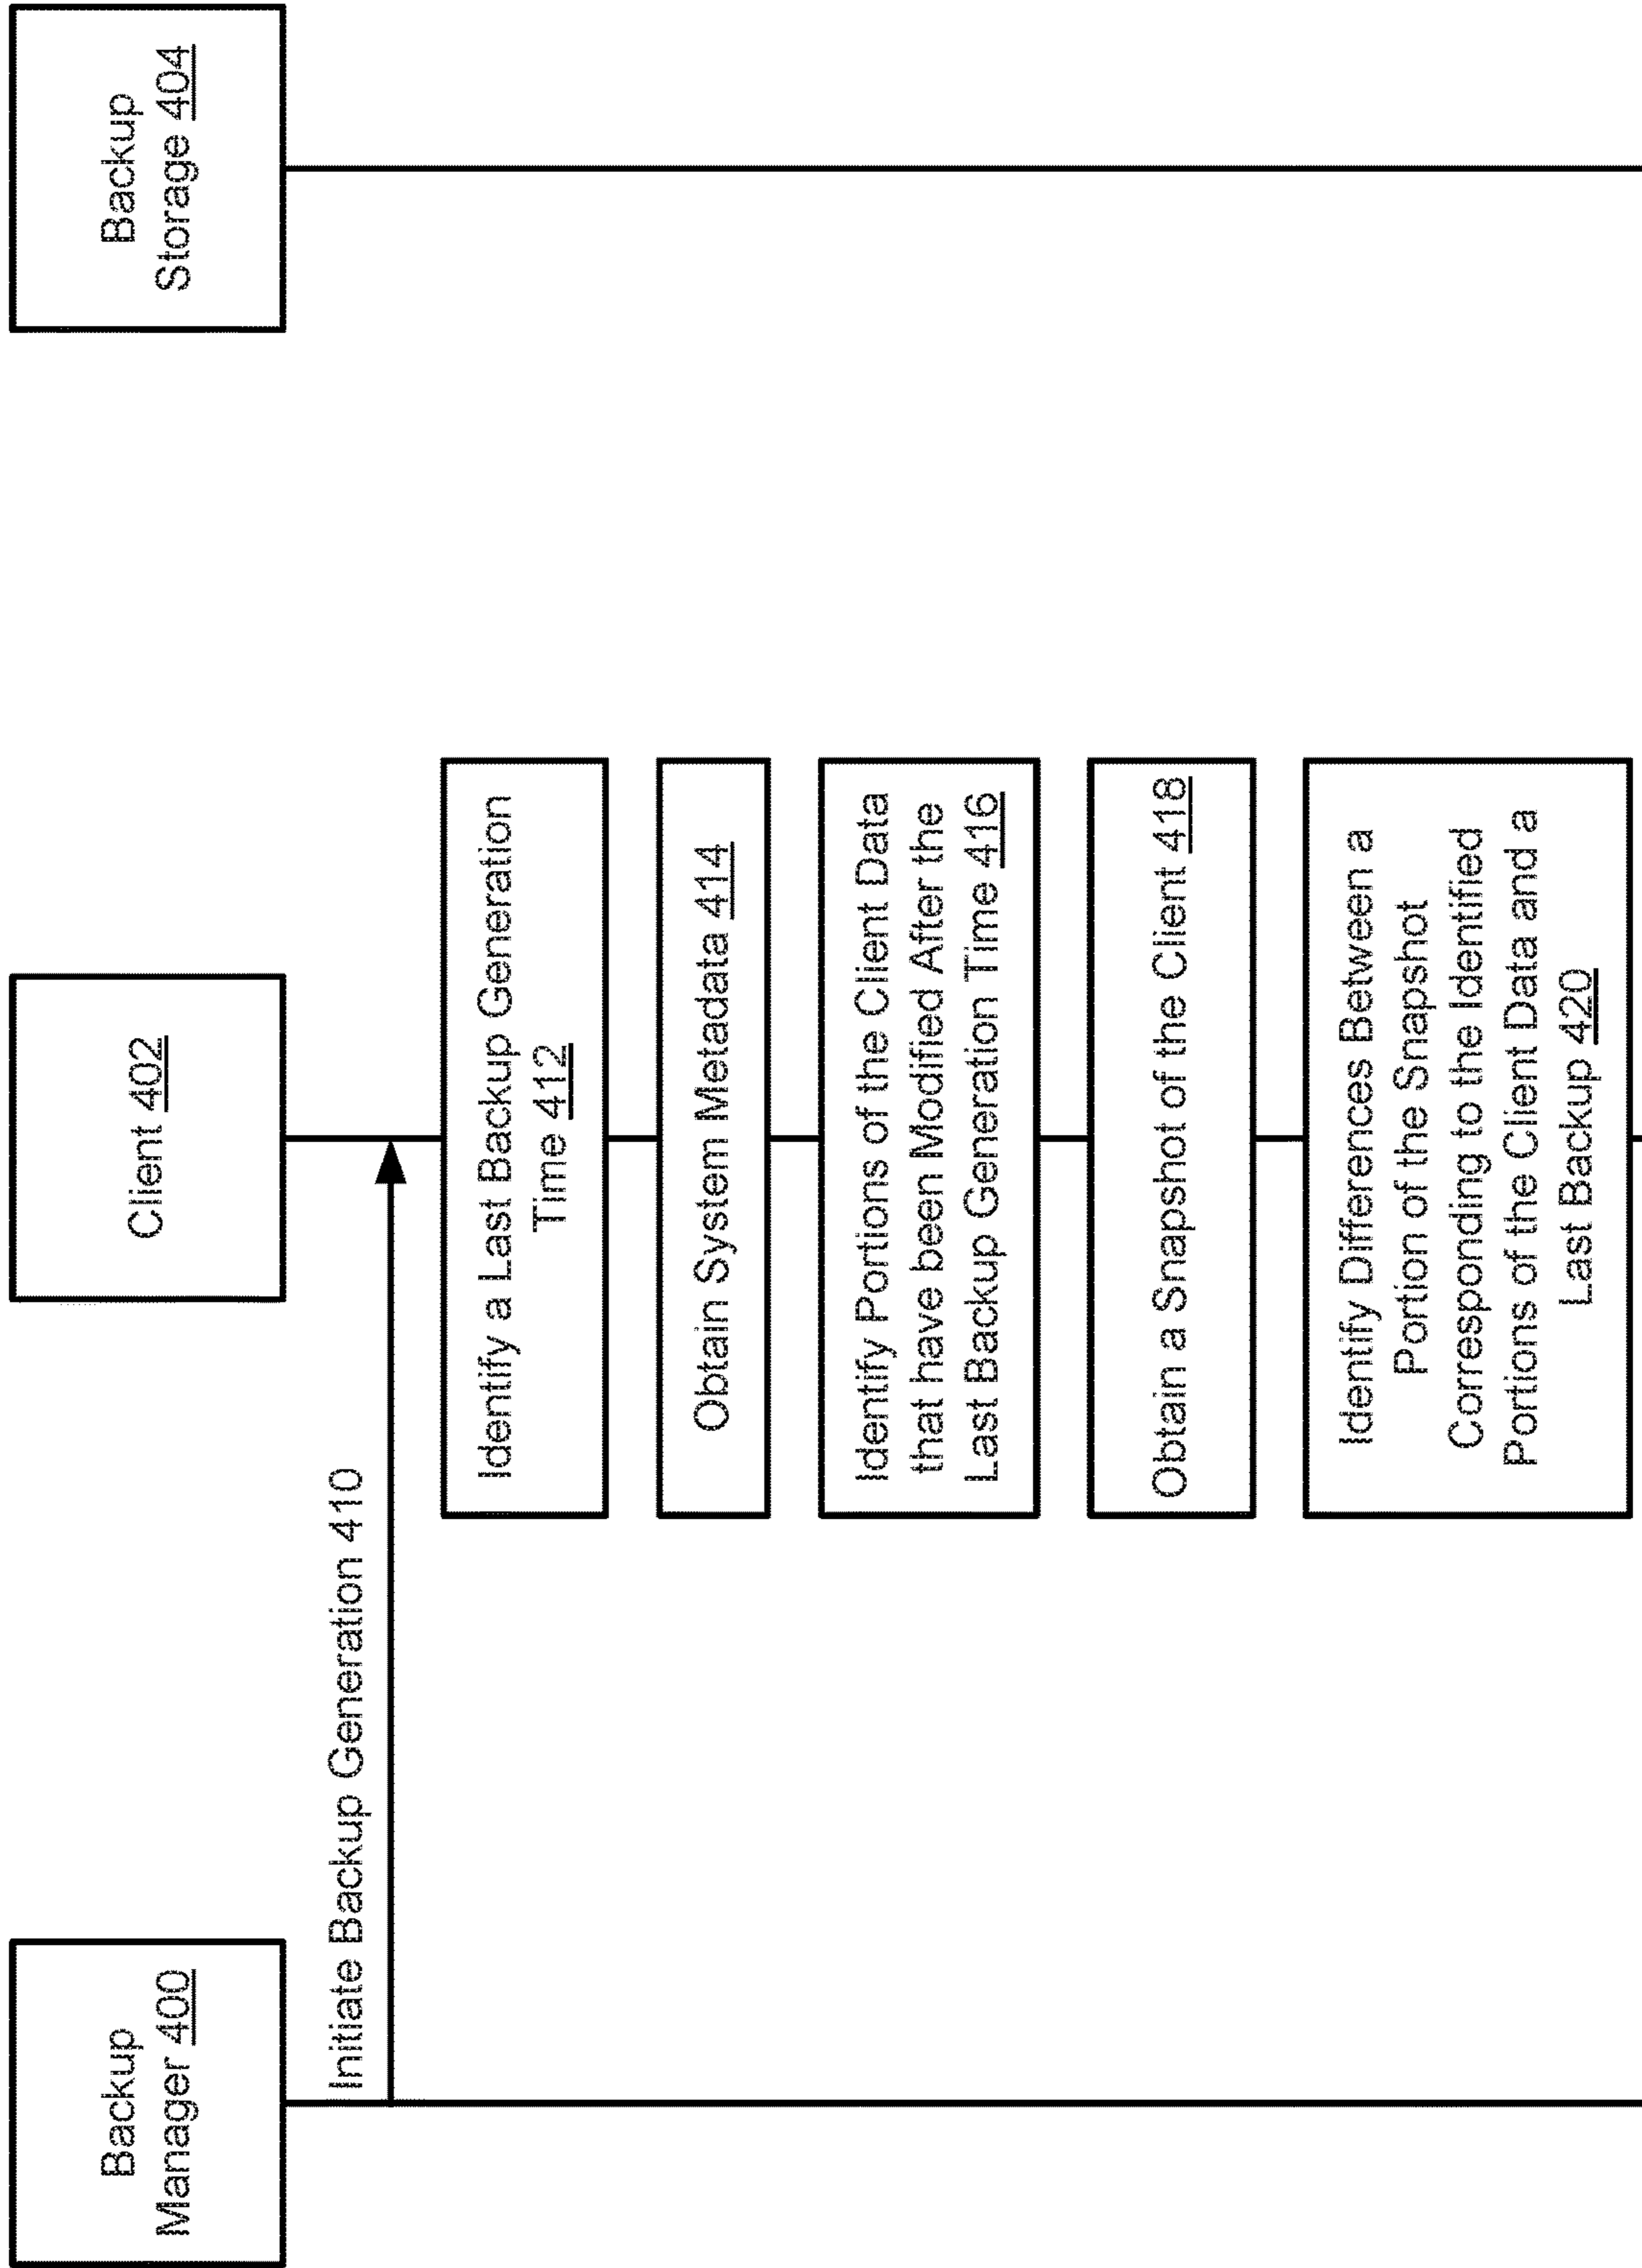 Backup
Manager 400
Client 402
Backup
Storage 404
Initiate Backup Generation 410
Identify a Last Backup Generation
Time 412
Obtain System Metadata 414
Identify Portions of the Client Data
that have been Modified After the
Last Backup Generation Time 416
Obtain a Snapshot of the Client 418
Identify Differences Between a
Portion of the Snapshot
Corresponding to the Identified
Portions of the Client Data and a
Last Backup 420